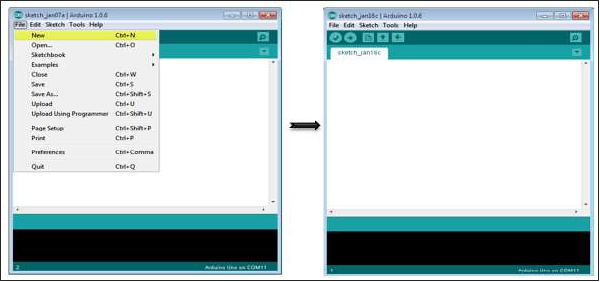 sketch_jan07a | Arduino 1.0.6
File Edit Sketch Tools Help
New Ctrl+N
Open... Ctrl+O
Sketchbook
Examples
Close Ctrl+W
Save Ctrl+S
Save As... Ctrl+Shift+S
Upload Ctrl+U
Upload Using Programmer Ctrl+Shift+U
Page Setup Ctrl+Shift+P
Print Ctrl+P
Preferences Ctrl+Comma
Quit Ctrl+Q
2 Arduino Uno on COM11
sketch_jan16c | Arduino 1.0.6
File Edit Sketch Tools Help
sketch_jan16c
1 Arduino Uno on COM11